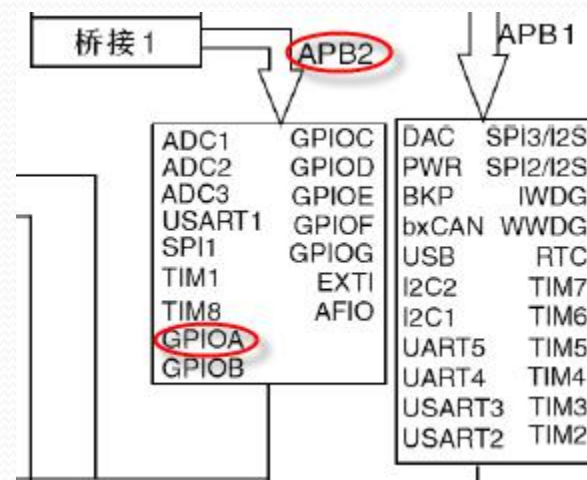 桥接1
APB2
APB1
ADC1 GPIOC
ADC2 GPIOD
ADC3 GPIOE
USART1 GPIOF
SPI1 GPIOG
TIM1 EXTI
TIM8 AFIO
GPIOA
GPIOB
DAC SPI3/I2S
PWR SPI2/I2S
BKP IWDG
bxCAN WWDG
USB RTC
I2C2 TIM7
I2C1 TIM6
UART5 TIM5
UART4 TIM4
USART3 TIM3
USART2 TIM2